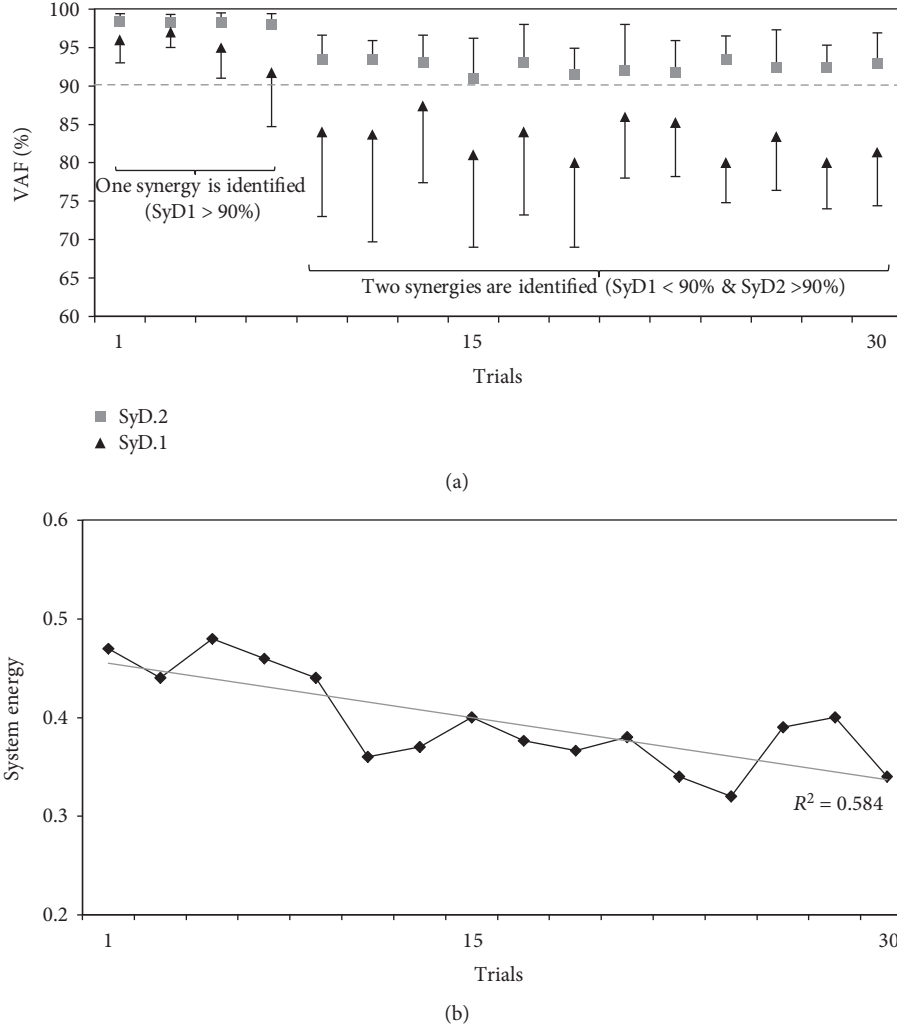 100
95
90
85
80
75
70
65
60
VAF (%)
One synergy is identified
(SyD1 > 90%)
Two synergies are identified (SyD1 < 90% & SyD2 >90%)
1 15 30
Trials
SyD.2
SyD.1
(a)
0.6
0.5
0.4
0.3
0.2
System energy
R² = 0.584
1 15 30
Trials
(b)